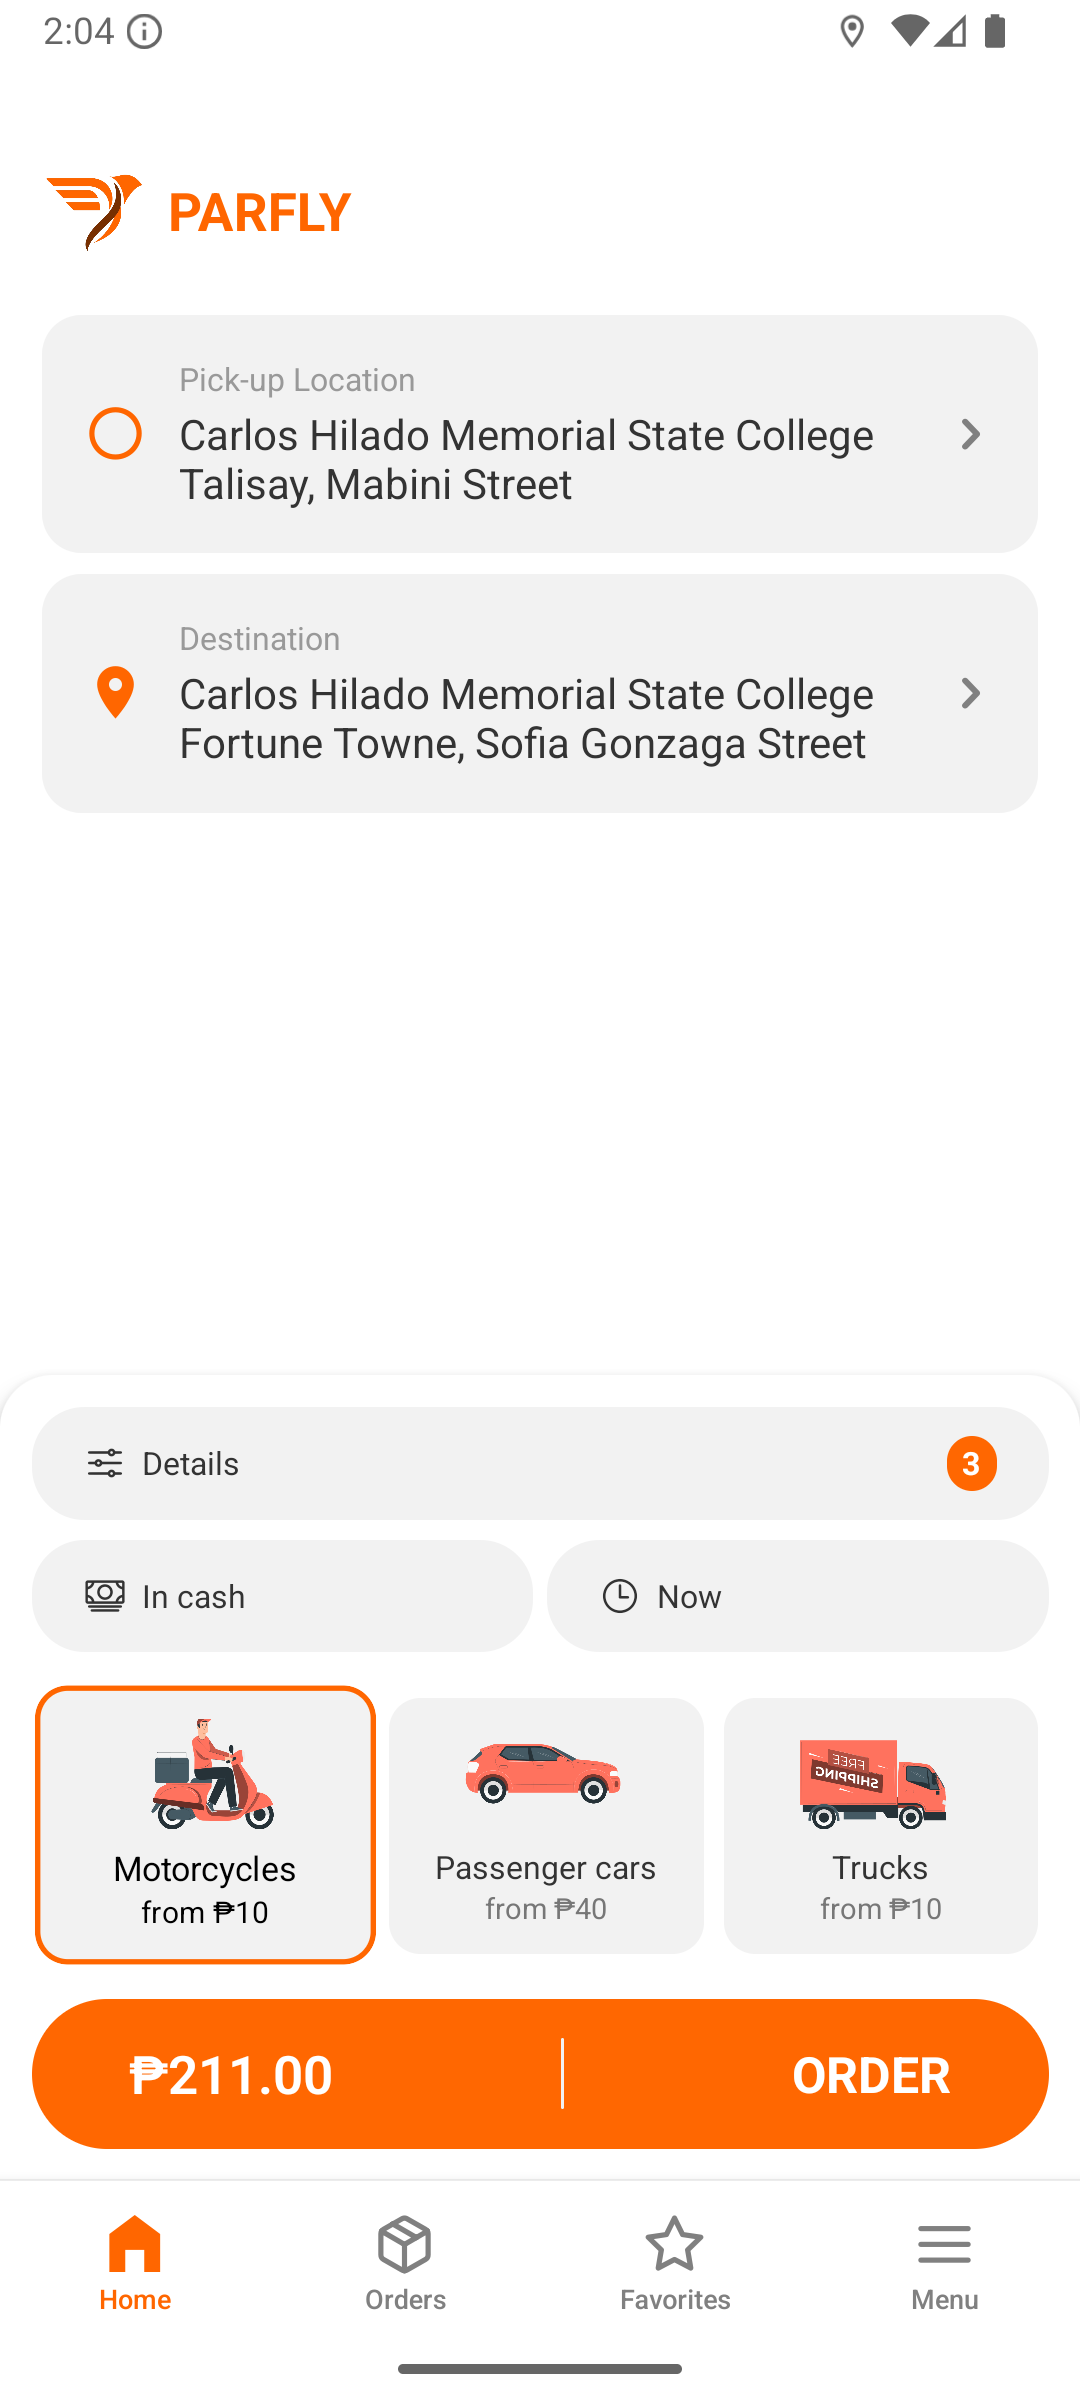 2:04
PARFLY
Pick-up Location
Carlos Hilado Memorial State College
Talisay, Mabini Street
Destination
Carlos Hilado Memorial State College
Fortune Towne, Sofia Gonzaga Street
Details
3
In cash
Now
FREE
SHIPPING
Motorcycles
from ₱10
Passenger cars
from ₱40
Trucks
from ₱10
₱211.00
ORDER
Home
Orders
Favorites
Menu